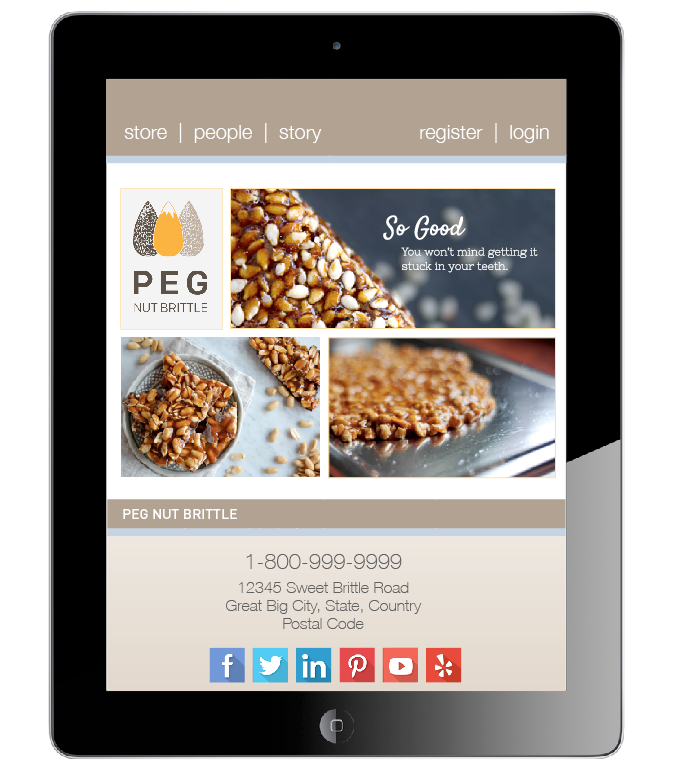 store | people | story register | login
So Good
You won't mind getting it
stuck in your teeth.
PEG
NUT BRITTLE
PEG NUT BRITTLE
1-800-999-9999
12345 Sweet Brittle Road
Great Big City, State, Country
Postal Code